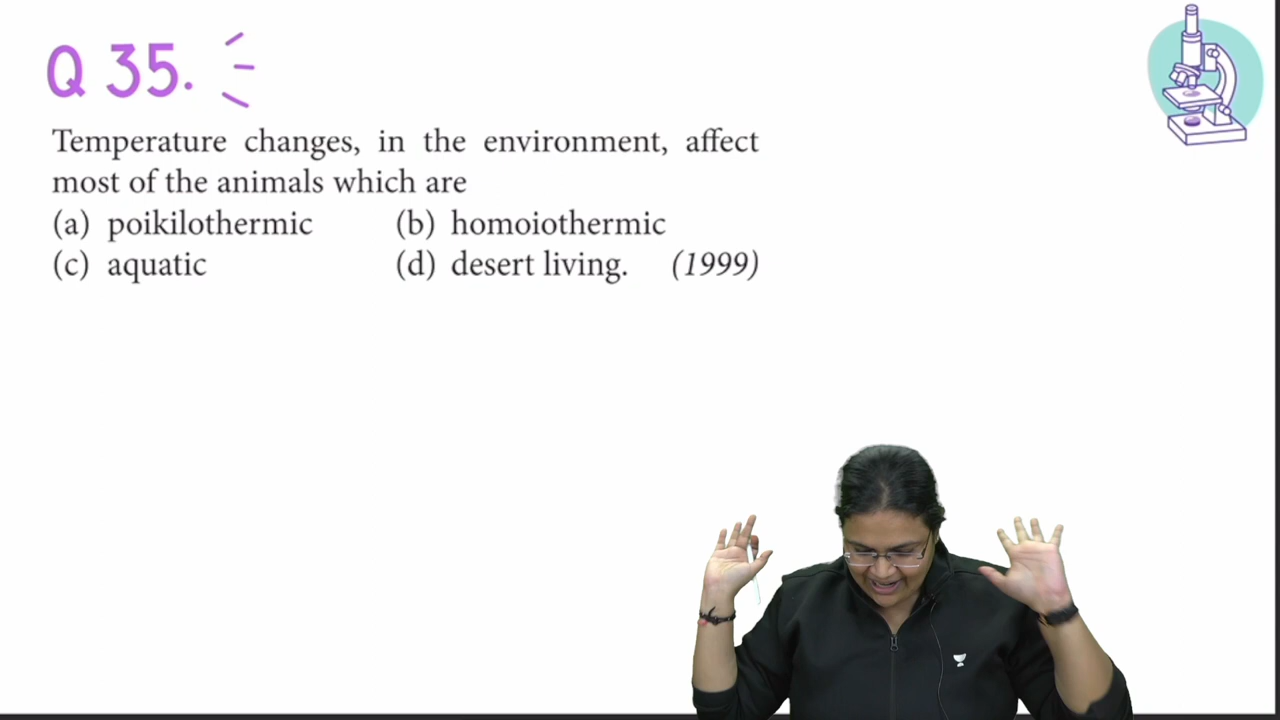 Q 35.
Temperature changes, in the environment, affect
most of the animals which are
(a) poikilothermic (b) homoiothermic
(c) aquatic (d) desert living. (1999)